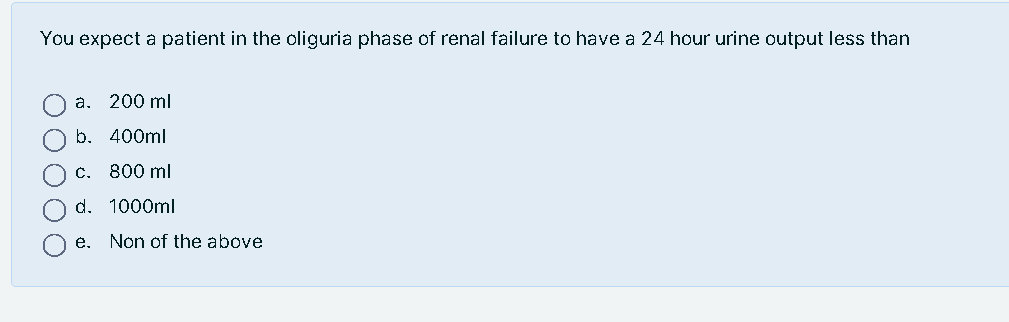 You expect a patient in the oliguria phase of renal failure to have a 24 hour urine output less than
a. 200 ml
b. 400ml
c. 800 ml
d. 1000ml
e. Non of the above